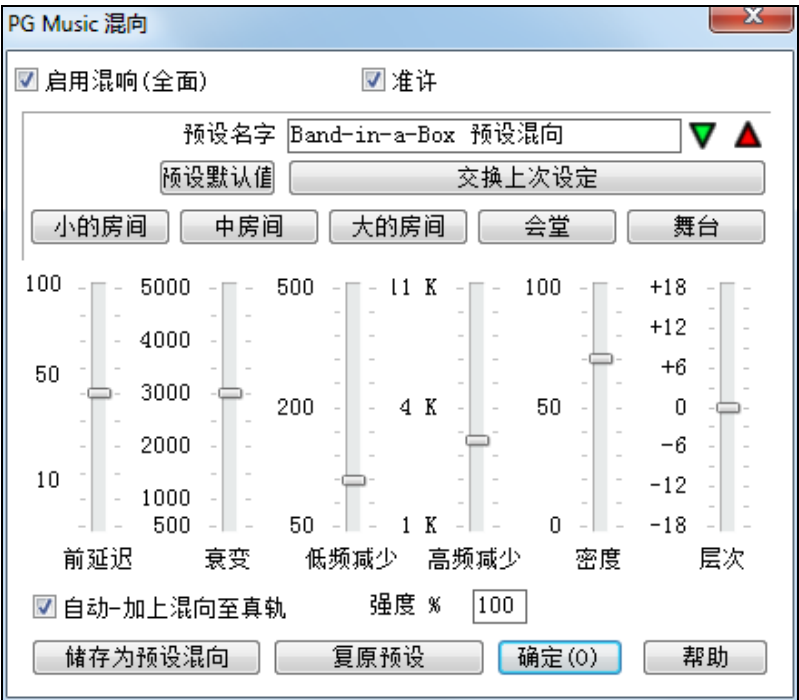 PG Music 混向
启用混响(全面) 准许
预设名字 Band-in-a-Box 预设混向
预设默认值 交换上次设定
小的房间 中房间 大的房间 会堂 舞台
100 5000 500 11 K 100 +18
+12
4000
50 +6
3000
200 4 K 50 0
2000 -6
10 -12
1000
500 50 1 K 0 -18
前延迟 衰变 低频减少 高频减少 密度 层次
自动-加上混向至真轨 强度 % 100
储存为预设混向 复原预设 确定(O) 帮助